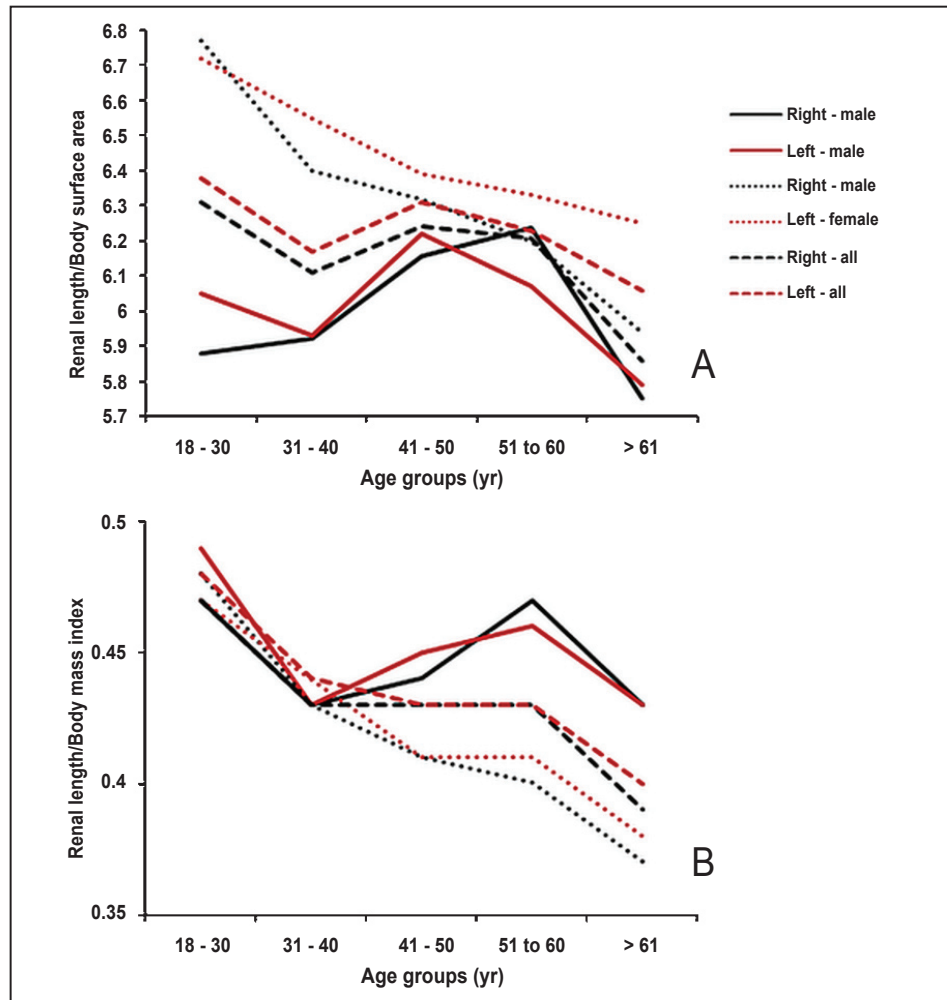 6.8
6.7
6.6
6.5
6.4
6.3
6.2
6.1
6
5.9
5.8
5.7
Renal length/Body surface area
18 - 30 31 - 40 41 - 50 51 to 60 > 61
Age groups (yr)
A
Right - male
Left - male
Right - male
Left - female
Right - all
Left - all
0.5
0.45
0.4
0.35
Renal length/Body mass index
18 - 30 31 - 40 41 - 50 51 to 60 > 61
Age groups (yr)
B